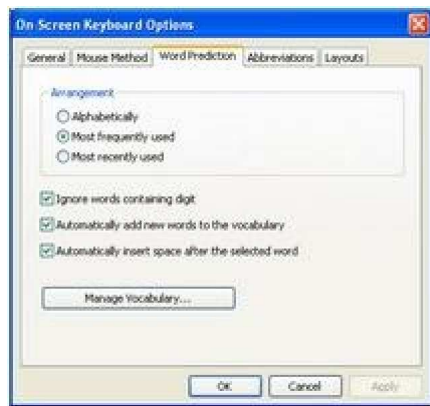 On-Screen Keyboard Options
General Mouse Method Word Prediction Abbreviations Layouts
Arrangement
Alphabetically
Most frequently used
Most recently used
Ignore words containing digit
Automatically add new words to the vocabulary
Automatically insert space after the selected word
Manage Vocabulary...
OK Cancel Apply